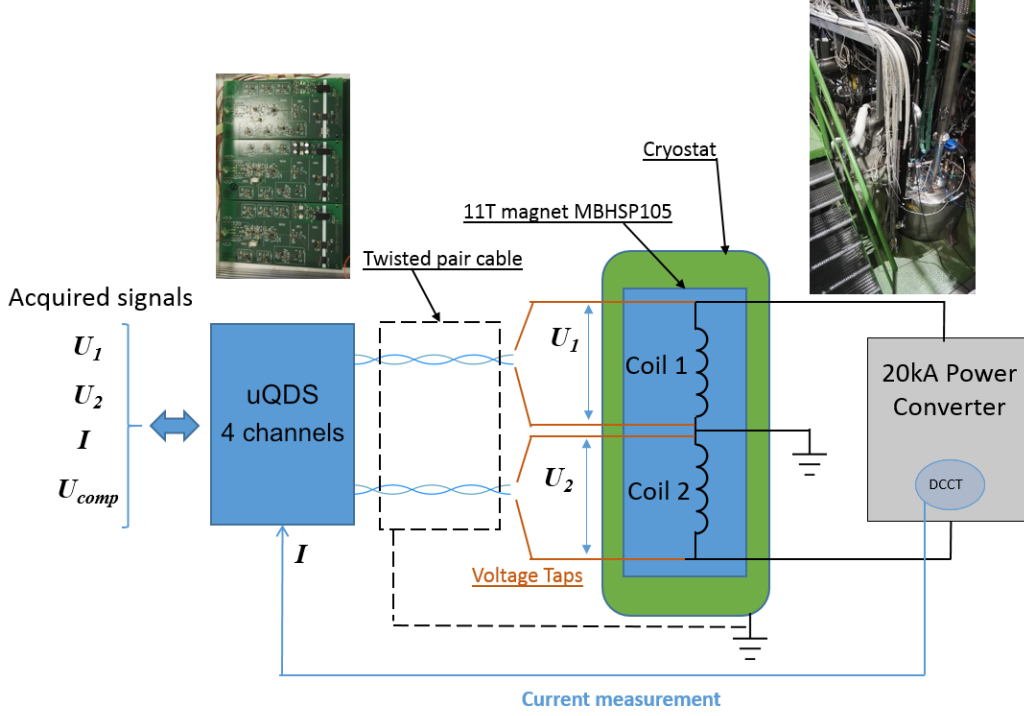 Cryostat
11T magnet MBHSP105
Twisted pair cable
Acquired signals
U1
U2
I
Ucomp
uQDS
4 channels
U1
Coil 1
20kA Power
Converter
U2
Coil 2
DCCT
I
Voltage Taps
Current measurement